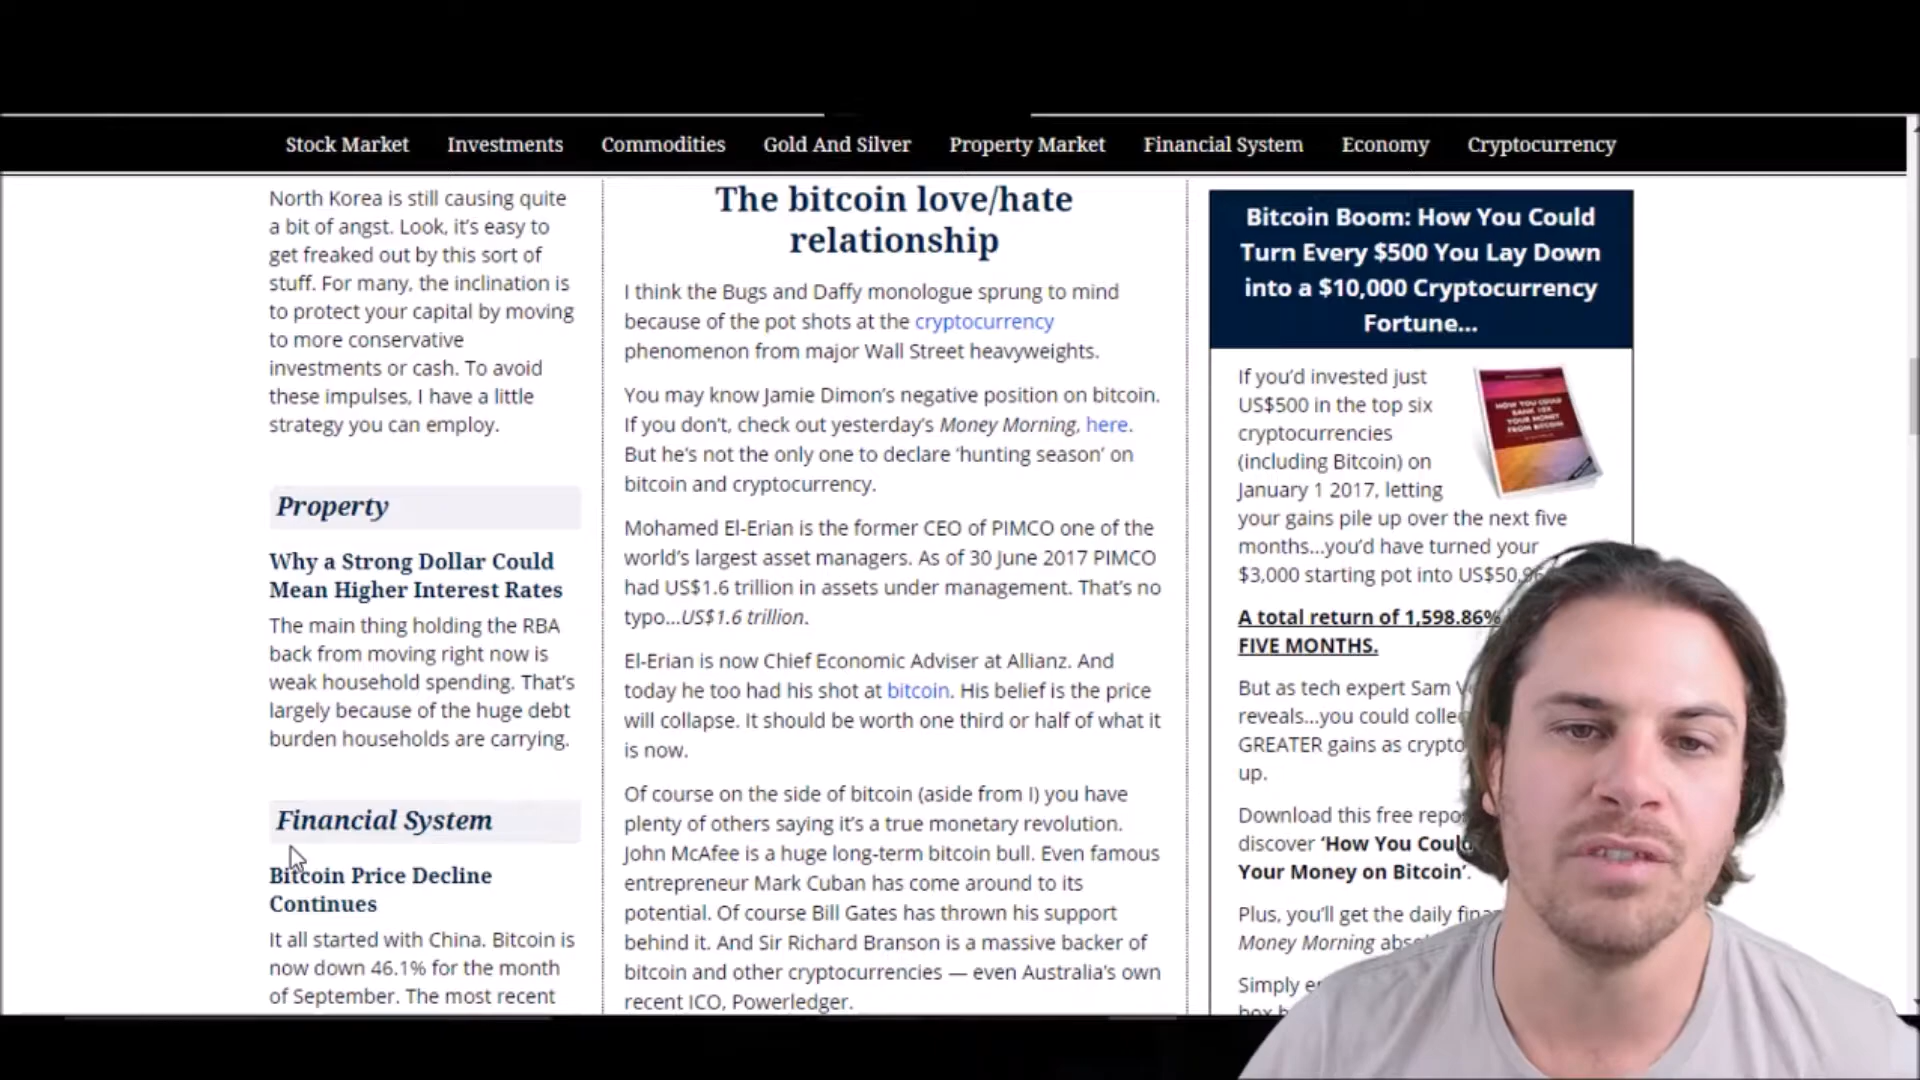 Stock Market Investments Commodities Gold And Silver Property Market Financial System Economy Cryptocurrency
North Korea is still causing quite
a bit of angst. Look, it's easy to
get freaked out by this sort of
stuff. For many, the inclination is
to protect your capital by moving
to more conservative
investments or cash. To avoid
these impulses, I have a little
strategy you can employ.
Property
Why a Strong Dollar Could
Mean Higher Interest Rates
The main thing holding the RBA
back from moving right now is
weak household spending. That's
largely because of the huge debt
burden households are carrying.
Financial System
Bitcoin Price Decline
Continues
It all started with China. Bitcoin is
now down 46.1% for the month
of September. The most recent
The bitcoin love/hate
relationship
I think the Bugs and Daffy monologue sprung to mind
because of the pot shots at the cryptocurrency
phenomenon from major Wall Street heavyweights.
You may know Jamie Dimon's negative position on bitcoin.
If you don't, check out yesterday's Money Morning, here.
But he's not the only one to declare 'hunting season' on
bitcoin and cryptocurrency.
Mohamed El-Erian is the former CEO of PIMCO one of the
world's largest asset managers. As of 30 June 2017 PIMCO
had US$1.6 trillion in assets under management. That's no
typo...US$1.6 trillion.
El-Erian is now Chief Economic Adviser at Allianz. And
today he too had his shot at bitcoin. His belief is the price
will collapse. It should be worth one third or half of what it
is now.
Of course on the side of bitcoin (aside from I) you have
plenty of others saying it's a true monetary revolution.
John McAfee is a huge long-term bitcoin bull. Even famous
entrepreneur Mark Cuban has come around to its
potential. Of course Bill Gates has thrown his support
behind it. And Sir Richard Branson is a massive backer of
bitcoin and other cryptocurrencies — even Australia's own
recent ICO, Powerledger.
Bitcoin Boom: How You Could
Turn Every $500 You Lay Down
into a $10,000 Cryptocurrency
Fortune...
If you'd invested just
US$500 in the top six
cryptocurrencies
(including Bitcoin) on
January 1 2017, letting
your gains pile up over the next five
months...you'd have turned your
$3,000 starting pot into
A total return of 1,598.86%
FIVE MONTHS.
But as tech expert Sam
reveals...you could
GREATER gains as
up.
Download this free
discover 'How You
Your Money on Bitcoin'.
Plus, you'll get the daily
Money Morning
Simply
HOW YOU COULD
BANK 10X
YOUR MONEY
FROM BITCOIN